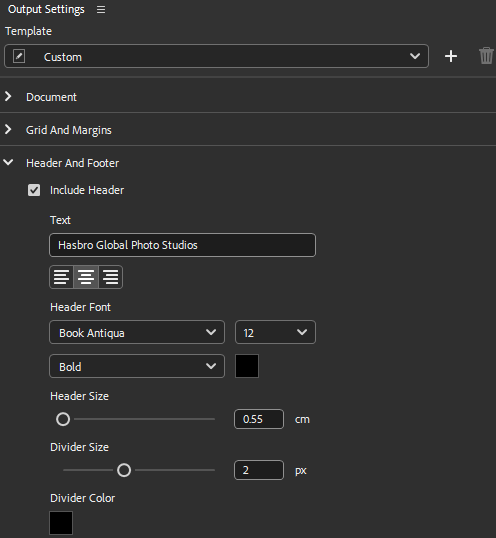 Output Settings
Template
Custom
Document
Grid And Margins
Header And Footer
Include Header
Text
Hasbro Global Photo Studios
Header Font
Book Antiqua 12
Bold
Header Size
0.55 cm
Divider Size
2 px
Divider Color